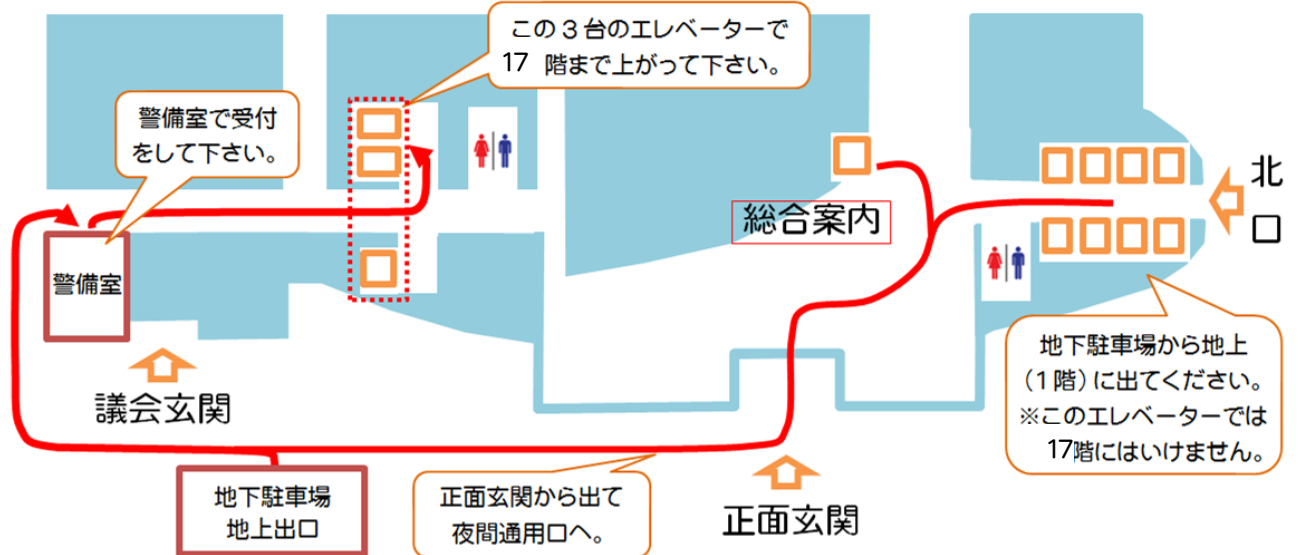 この3台のエレベーターで
17 階まで上がって下さい。
警備室で受付
をして下さい。
北
口
総合案内
警備室
地下駐車場から地上
(1階)に出てください。
※このエレベーターでは
17階にはいけません。
議会玄関
地下駐車場
地上出口
正面玄関から出て
夜間通用口へ。
正面玄関